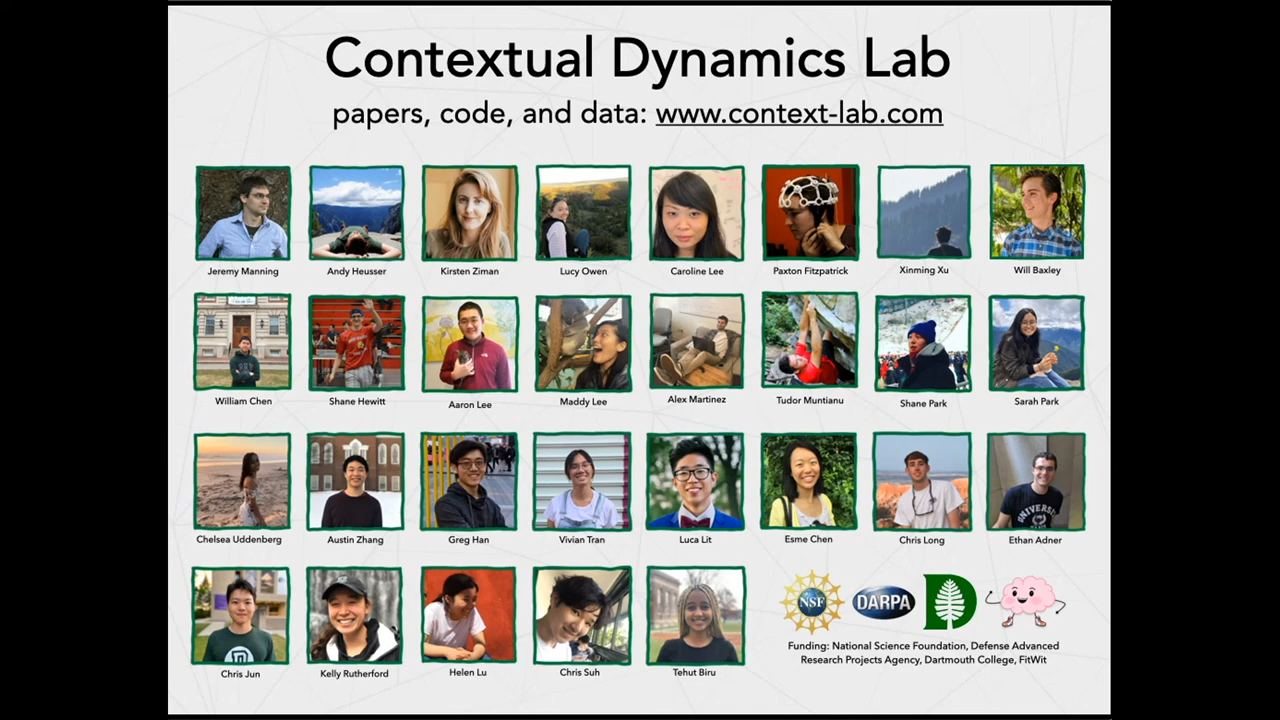 Contextual Dynamics Lab
papers, code, and data: www.context-lab.com
Jeremy Manning
Andy Heusser
Kirsten Ziman
Lucy Owen
Caroline Lee
Paxton Fitzpatrick
Xinming Xu
Will Baxley
William Chen
Shane Hewitt
Aaron Lee
Maddy Lee
Alex Martinez
Tudor Muntianu
Shane Park
Sarah Park
Chelsea Uddenberg
Austin Zhang
Greg Han
Vivian Tran
Luca Lit
Esme Chen
Chris Long
Ethan Adner
UNIVERSI
Chris Jun
Kelly Rutherford
Helen Lu
Chris Suh
Tehut Biru
NSF
DARPA
D
Funding: National Science Foundation, Defense Advanced
Research Projects Agency, Dartmouth College, FitWit